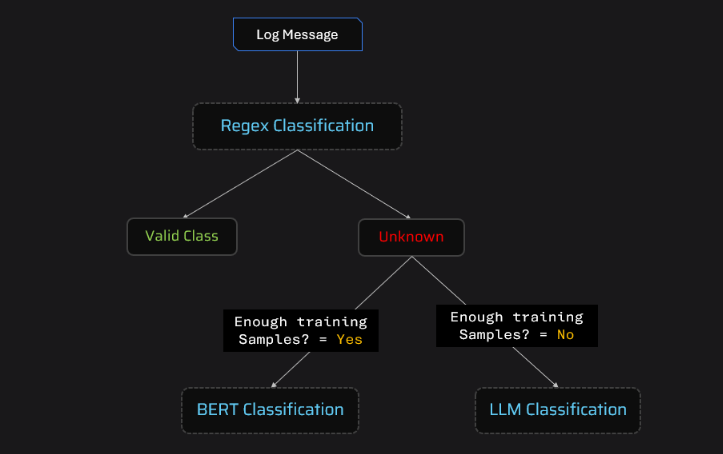 Log Message
Regex Classification
Valid Class
Unknown
Enough training
Samples? = Yes
Enough training
Samples? = No
BERT Classification
LLM Classification